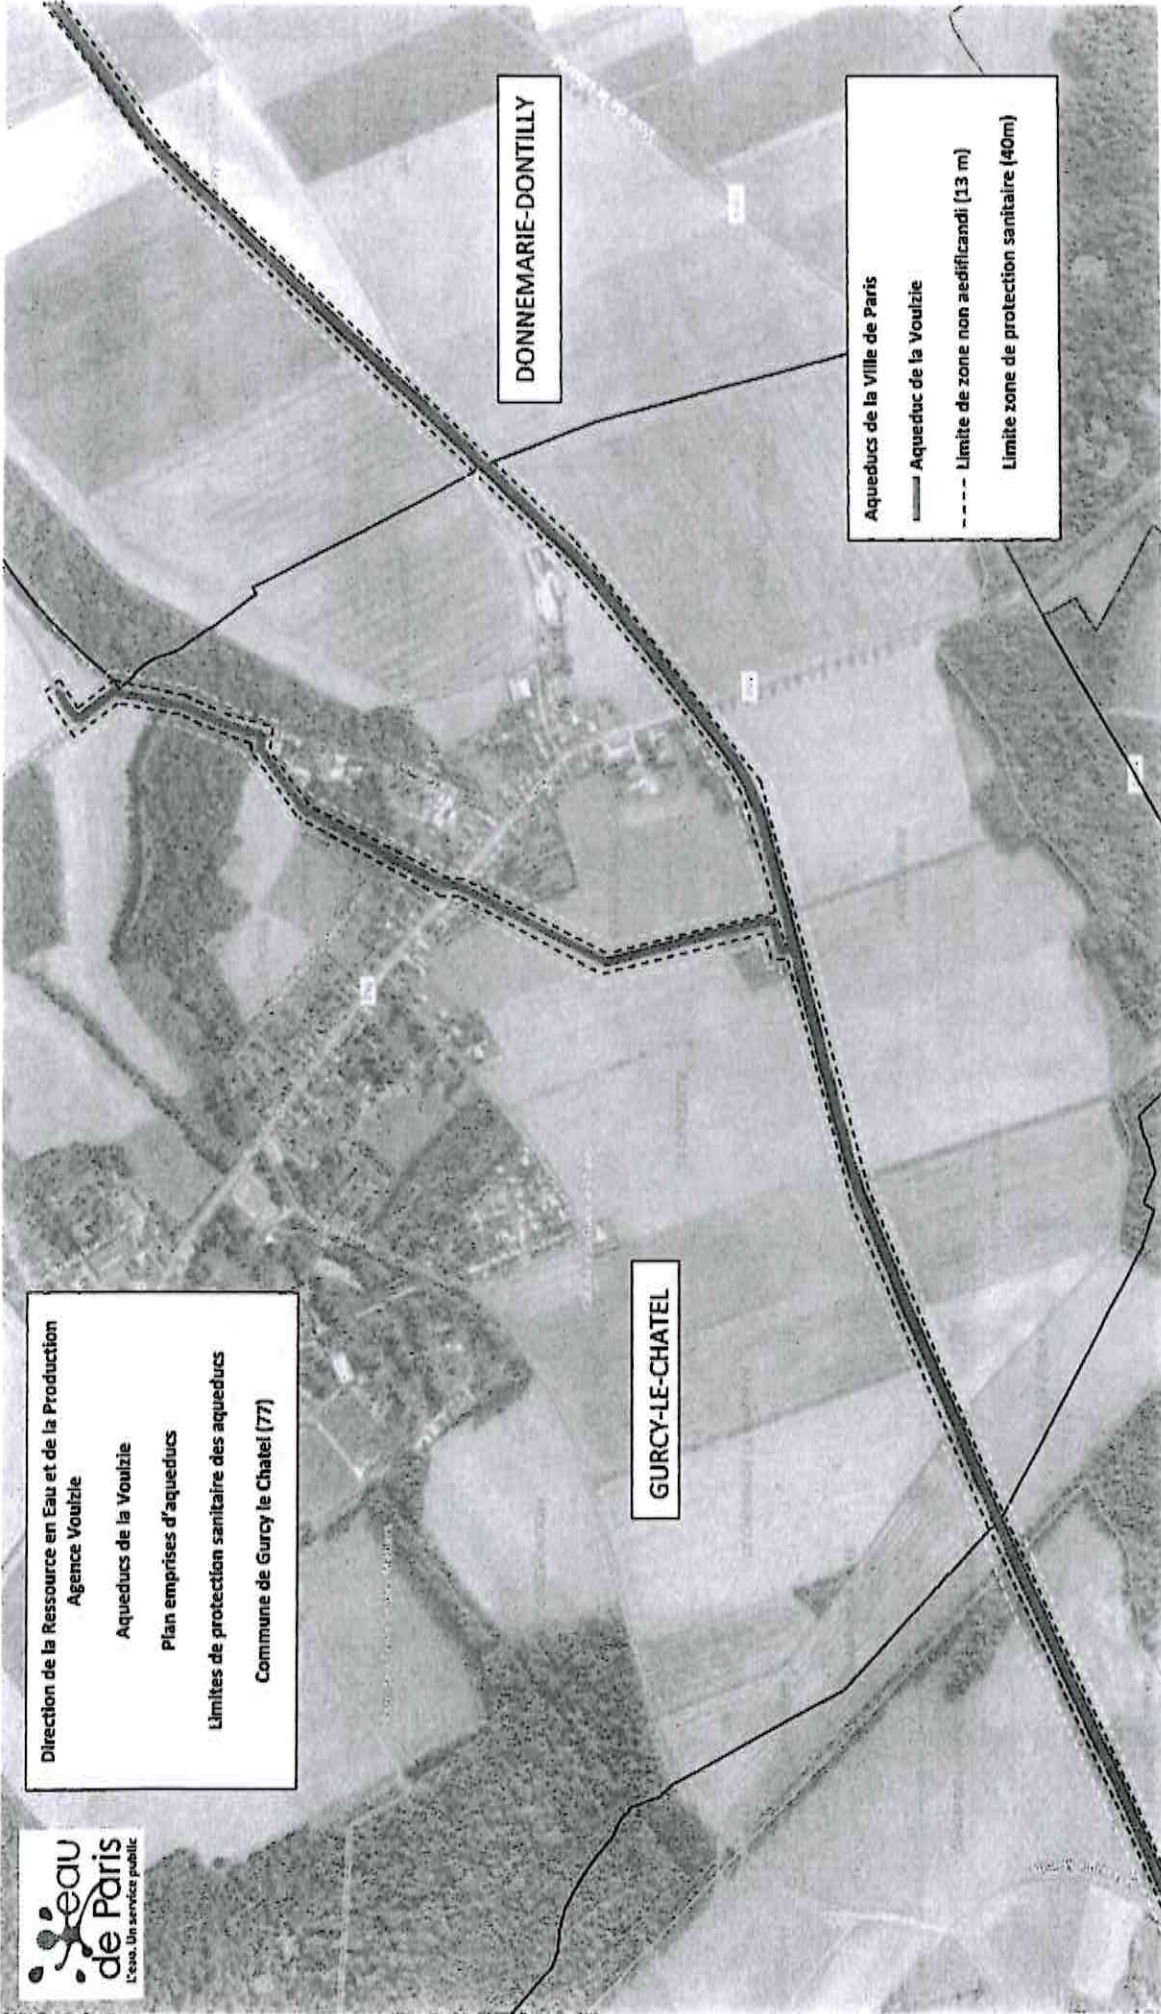 eau
de Paris
L'eau. Un service public
Direction de la Ressource en Eau et de la Production
Agence Voulzie
Aqueducs de la Voulzie
Plan emprises d'aqueducs
Limites de protection sanitaire des aqueducs
Commune de Gurcy le Chatel (77)
GURCY-LE-CHATEL
DONNEMARIE-DONTILLY
Aqueducs de la Ville de Paris
Aqueduc de la Voulzie
Limite de zone non aedificandi (13 m)
Limite zone de protection sanitaire (40m)